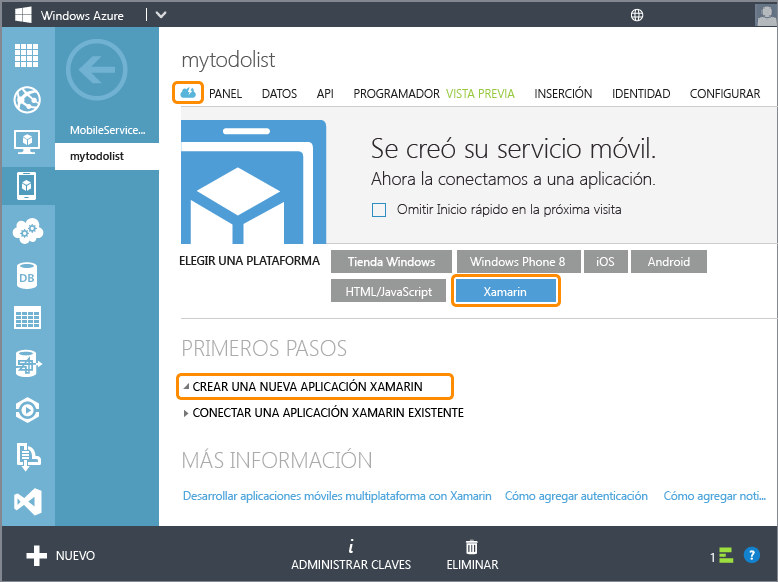 Windows Azure
mytodolist
PANEL DATOS API PROGRAMADOR VISTA PREVIA INSERCIÓN IDENTIDAD CONFIGURAR
MobileService...
mytodolist
Se creó su servicio móvil.
Ahora la conectamos a una aplicación.
Omitir Inicio rápido en la próxima visita
ELEGIR UNA PLATAFORMA Tienda Windows Windows Phone 8 iOS Android
HTML/JavaScript Xamarin
PRIMEROS PASOS
CREAR UNA NUEVA APLICACIÓN XAMARIN
CONECTAR UNA APLICACIÓN XAMARIN EXISTENTE
MÁS INFORMACIÓN
Desarrollar aplicaciones móviles multiplataforma con Xamarin Cómo agregar autenticación Cómo agregar noti...
DB
NUEVO
ADMINISTRAR CLAVES
ELIMINAR
1
?